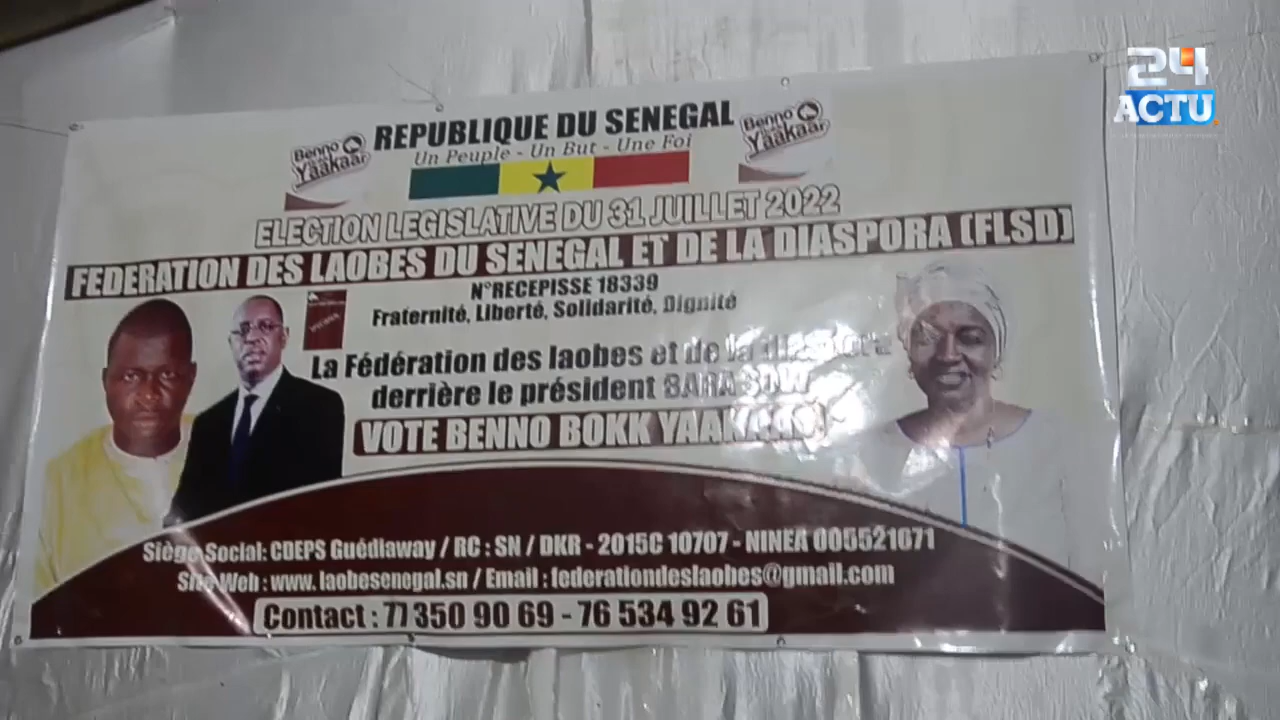 24
ACTU
REPUBLIQUE DU SENEGAL
Un Peuple - Un But - Une Foi
Benno
Yaakaar
Benno
Yaakaar
ELECTION LEGISLATIVE DU 31 JUILLET 2022
FEDERATION DES LAOBES DU SENEGAL ET DE LA DIASPORA (FLSD)
N°RECEPISSE 18339
Fraternité, Liberté, Solidarité, Dignité
La Fédération des laobes et de la diaspora
derrière le président BARA SOW
VOTE BENNO BOKK YAAKAAR
Siège Social: CDEPS Guédiaway / RC : SN / DKR - 2015C 10707 - NINEA 005521671
Site Web : www. laobesenegal.sn / Email : federationdeslaobes@gmail.com
Contact : 77 350 90 69 - 76 534 92 61